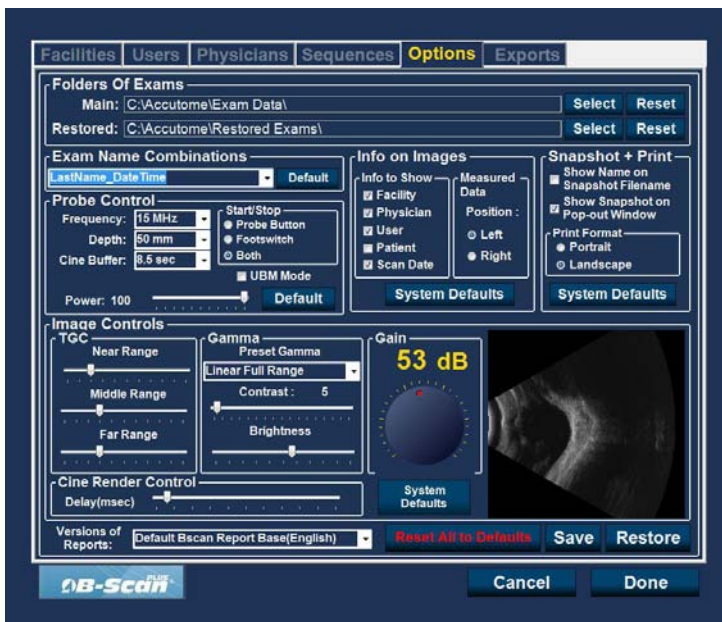 Facilities Users Physicians Sequences Options Exports
Folders Of Exams
Main: C:\Accutome\Exam Data\ Select Reset
Restored: C:\Accutome\Restored Exams\ Select Reset
Exam Name Combinations
LastName_DateTime Default
Probe Control
Frequency: 15 MHz
Depth: 50 mm
Cine Buffer: 8.5 sec
Start/Stop
Probe Button
Footswitch
Both
UBM Mode
Power: 100 Default
Info on Images
Info to Show
Facility
Physician
User
Patient
Scan Date
Measured
Data
Position :
Left
Right
System Defaults
Snapshot + Print
Show Name on
Snapshot Filename
Show Snapshot on
Pop-out Window
Print Format
Portrait
Landscape
System Defaults
Image Controls
TGC
Near Range
Middle Range
Far Range
Gamma
Preset Gamma
Linear Full Range
Contrast : 5
Brightness
Gain
53 dB
System
Defaults
Cine Render Control
Delay(msec)
Versions of
Reports:
Default Bscan Report Base(English)
Reset All to Defaults Save Restore
B-Scan PLUS
Cancel Done